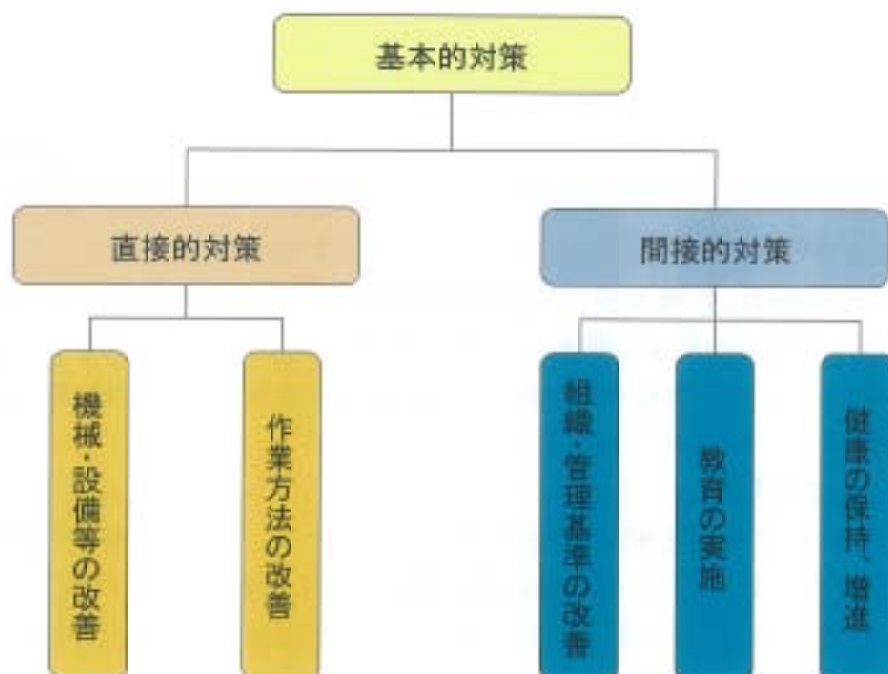 基本的対策
直接的対策
間接的対策
機械・設備等の改善
作業方法の改善
組織・管理基準の改善
教育の実施
健康の保持、増進